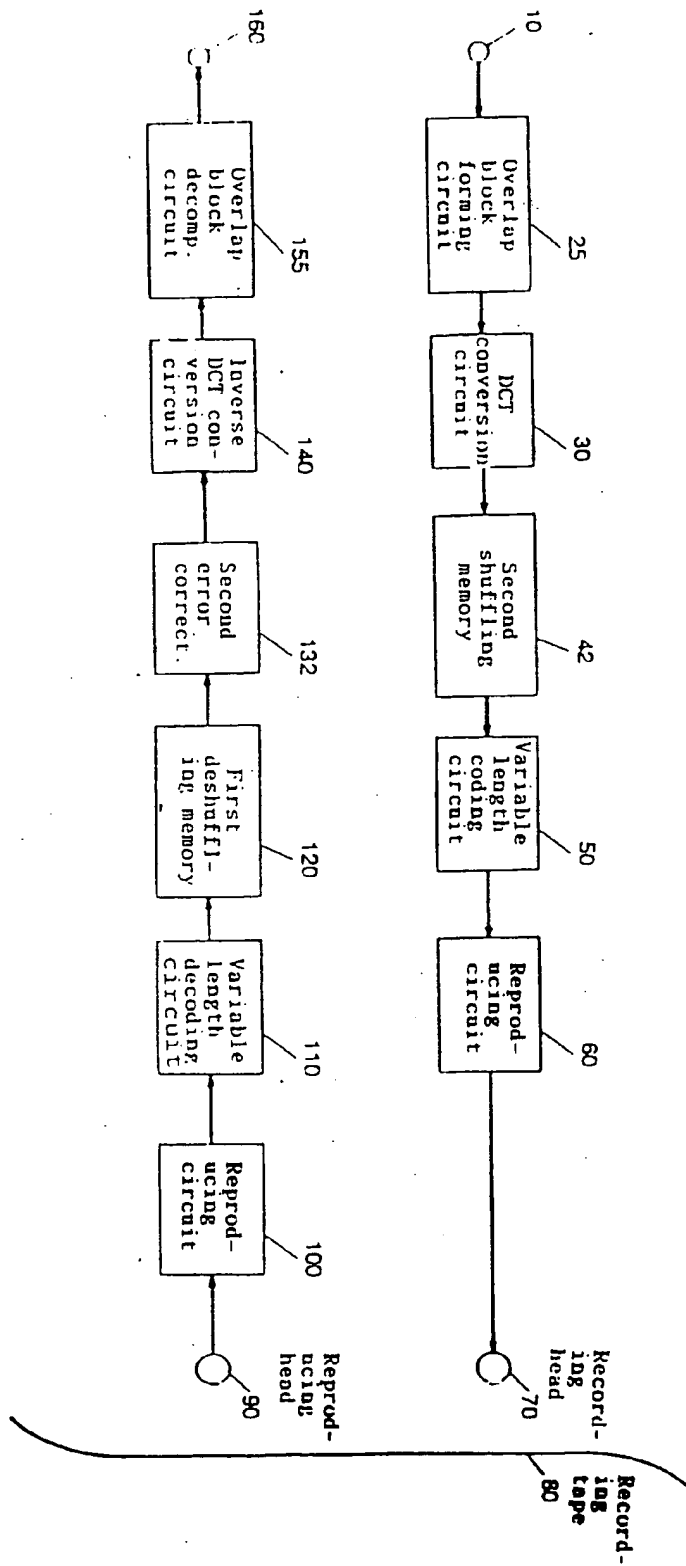 10
Overlap
block
forming
circuit
25
DCT
conversion
circuit
30
Second
shuffling
memory
42
Variable
length
coding
circuit
50
Reprod-
ucing
circuit
60
Record-
ing
head
70
Record-
ing
tape
80
160
Overlap
block
decomp.
circuit
155
Inverse
DCT con-
version
circuit
140
Second
error
correct.
132
First
deshuffl-
ing memory
120
Variable
length
decoding
circuit
110
Reprod-
ucing
circuit
100
Reprod-
ucing
head
90